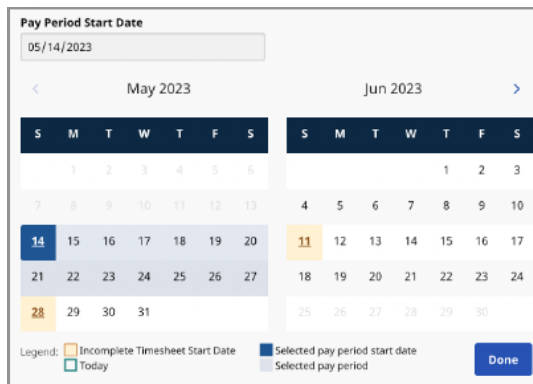 Pay Period Start Date
05/14/2023
< May 2023 Jun 2023 >
S M T W T F S S M T W T F S
1 2 3 4 5 6 1 2 3
7 8 9 10 11 12 13 4 5 6 7 8 9 10
14 15 16 17 18 19 20 11 12 13 14 15 16 17
21 22 23 24 25 26 27 18 19 20 21 22 23 24
28 29 30 31 25 26 27 28 29 30
Legend: Incomplete Timesheet Start Date Selected pay period start date
Today Selected pay period
Done